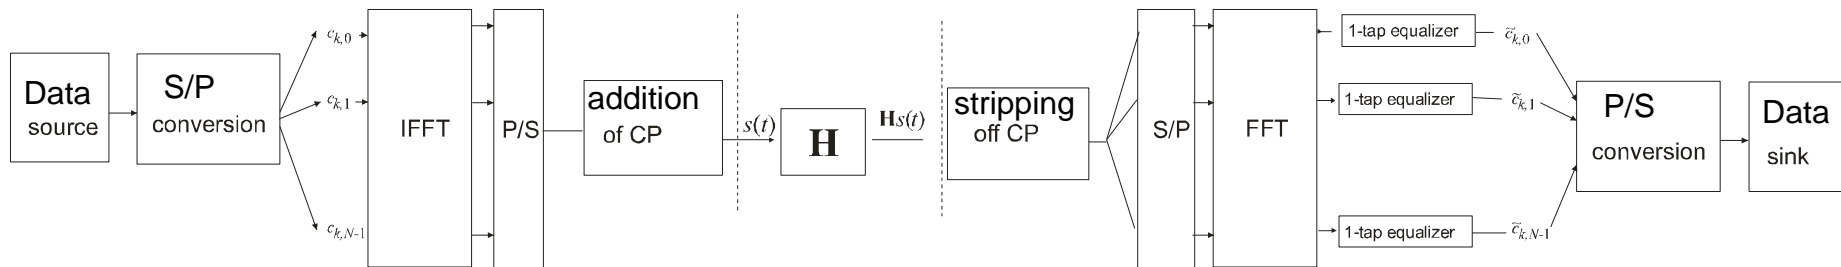 Data
source
S/P
conversion
c_{k,0}
c_{k,1}
c_{k,N-1}
IFFT
P/S
addition
of CP
s(t)
H
Hs(t)
stripping
off CP
S/P
FFT
1-tap equalizer
1-tap equalizer
1-tap equalizer
c̃_{k,0}
c̃_{k,1}
c̃_{k,N-1}
P/S
conversion
Data
sink